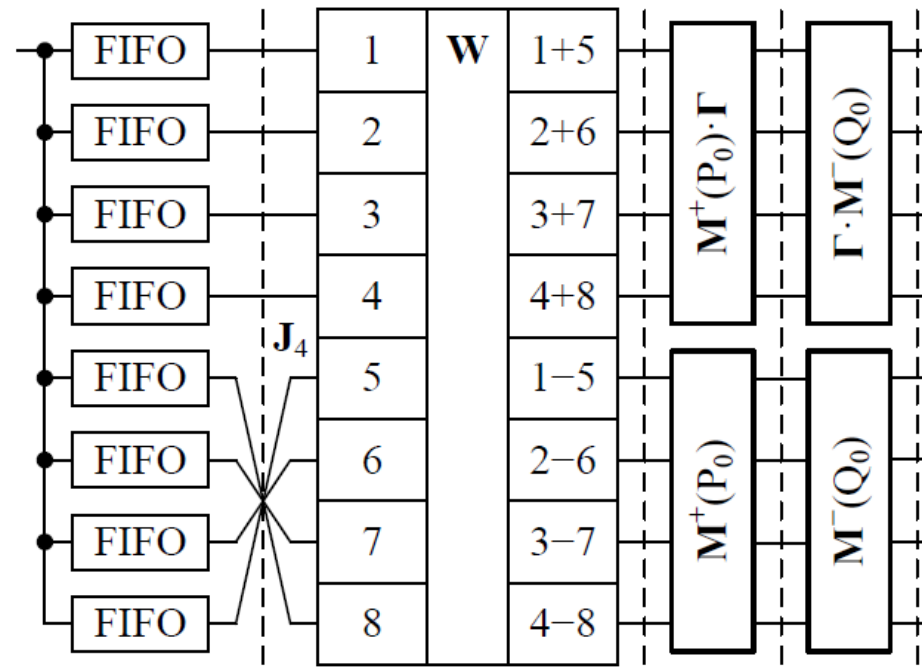 FIFO 1 W 1+5
FIFO 2 2+6
FIFO 3 3+7
FIFO 4 4+8
J₄
FIFO 5 1−5
FIFO 6 2−6
FIFO 7 3−7
FIFO 8 4−8
M⁺(P₀)·Γ
Γ·M⁻(Q₀)
M⁺(P₀)
M⁻(Q₀)